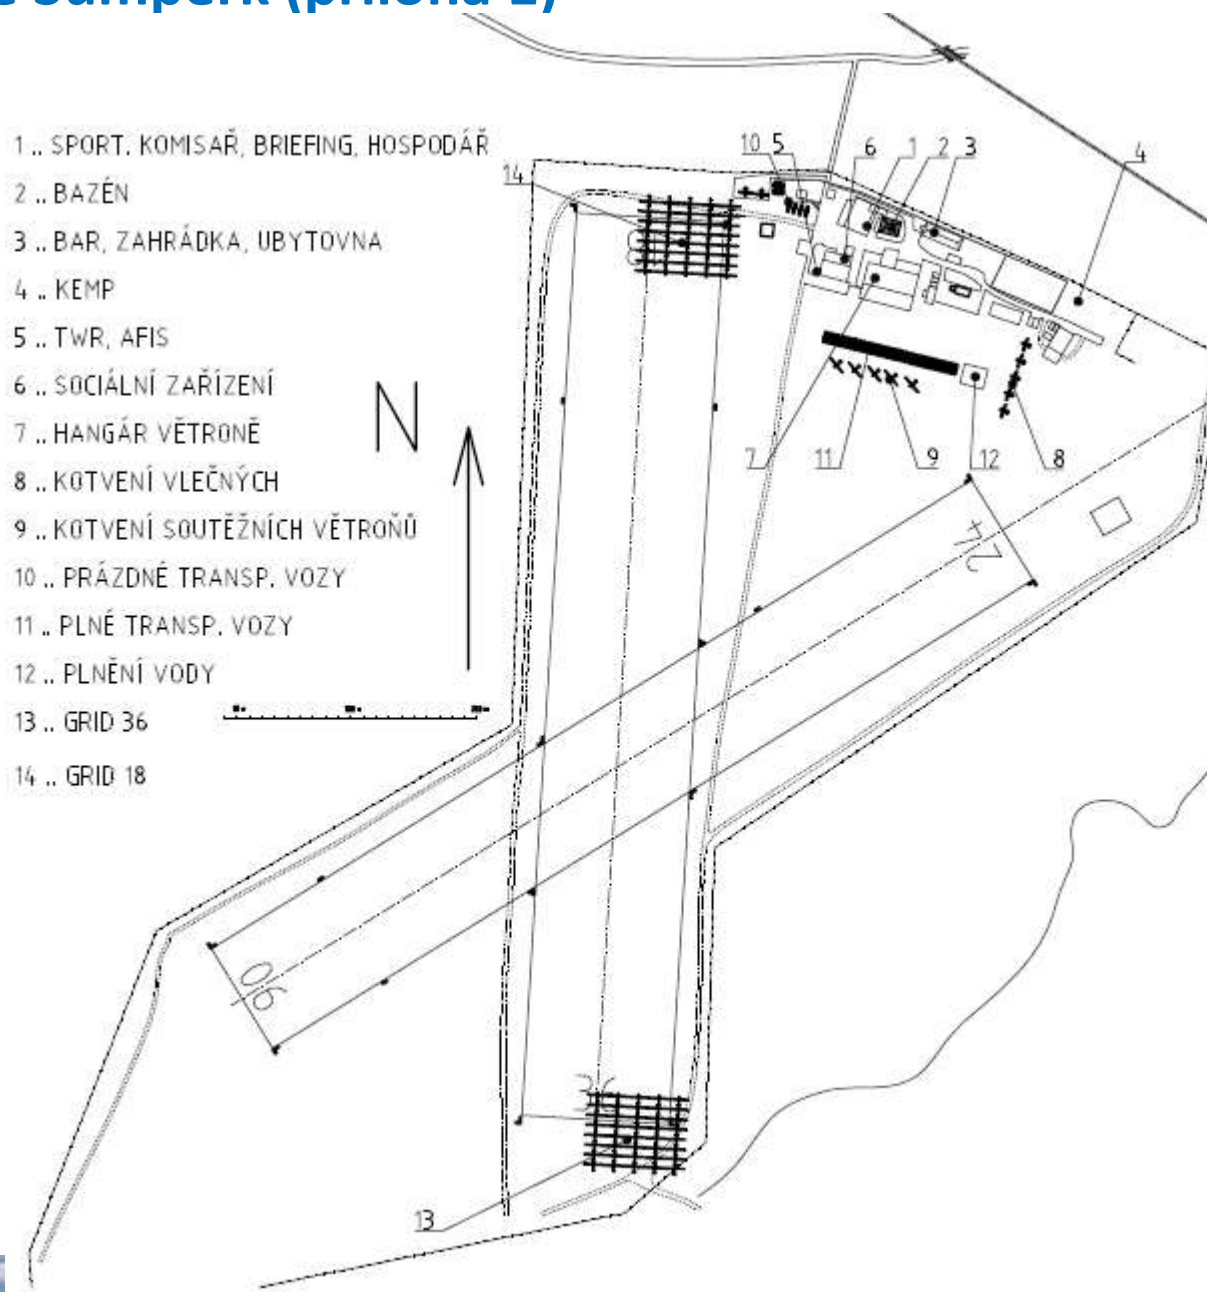 Šumperk (příloha 1)
1 .. SPORT. KOMISAŘ, BRIEFING, HOSPODÁŘ
2 .. BAZÉN
3 .. BAR, ZAHRÁDKA, UBYTOVNA
4 .. KEMP
5 .. TWR, AFIS
6 .. SOCIÁLNÍ ZAŘÍZENÍ
7 .. HANGÁR VĚTRONĚ
8 .. KOTVENÍ VLEČNÝCH
9 .. KOTVENÍ SOUTĚŽNÍCH VĚTROŇŮ
10 .. PRÁZDNÉ TRANSP. VOZY
11 .. PLNÉ TRANSP. VOZY
12 .. PLNĚNÍ VODY
13 .. GRID 36
14 .. GRID 18
N
10 5 6 1 2 3 4
14
7 11 9 12 8
24
06
36
13